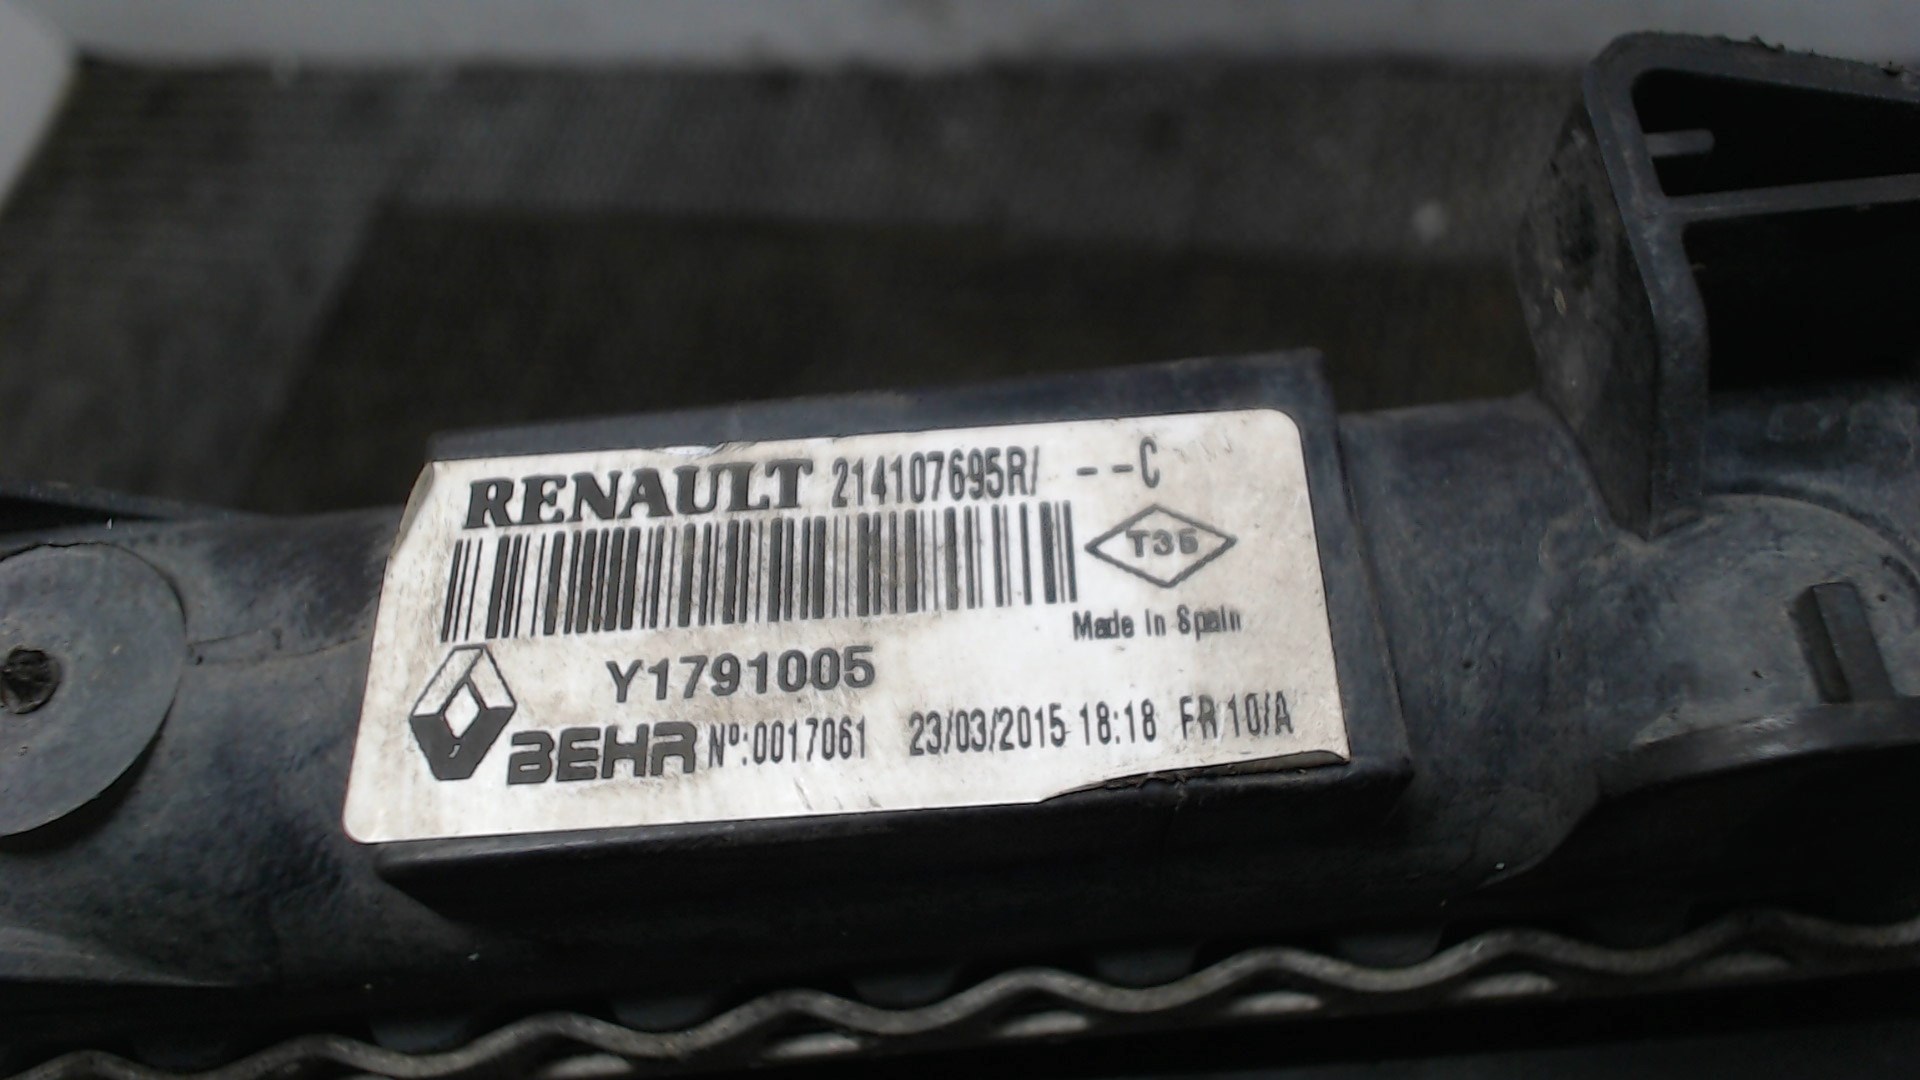 RENAULT 214107695R/ --C
T35
Made In Spain
Y1791005
BEHR Nº:0017061 23/03/2015 18:18 FR 10/A